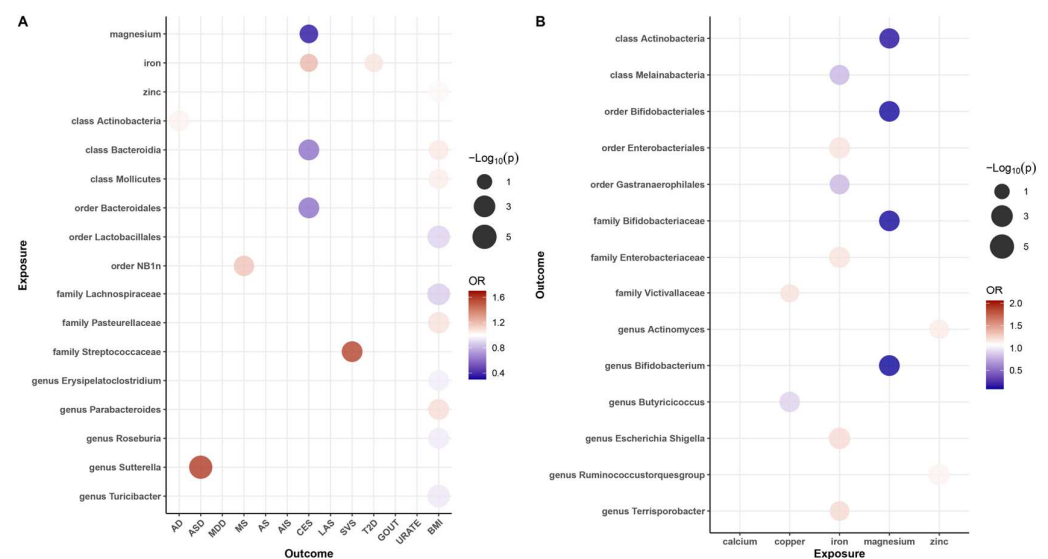 A
magnesium
iron
zinc
class Actinobacteria
class Bacteroidia
class Mollicutes
order Bacteroidales
order Lactobacillales
order NB1n
family Lachnospiraceae
family Pasteurellaceae
family Streptococcaceae
genus Erysipelatoclostridium
genus Parabacteroides
genus Roseburia
genus Sutterella
genus Turicibacter
Exposure
AD ASD MDD MS AS AIS CES LAS SVS T2D GOUT URATE BMI
Outcome
−Log10(p)
1
3
5
OR
1.6
1.2
0.8
0.4
B
class Actinobacteria
class Melainabacteria
order Bifidobacteriales
order Enterobacteriales
order Gastranaerophilales
family Bifidobacteriaceae
family Enterobacteriaceae
family Victivallaceae
genus Actinomyces
genus Bifidobacterium
genus Butyricicoccus
genus Escherichia Shigella
genus Ruminococcustorquesgroup
genus Terrisporobacter
Outcome
calcium copper iron magnesium zinc
Exposure
−Log10(p)
1
3
5
OR
2.0
1.5
1.0
0.5